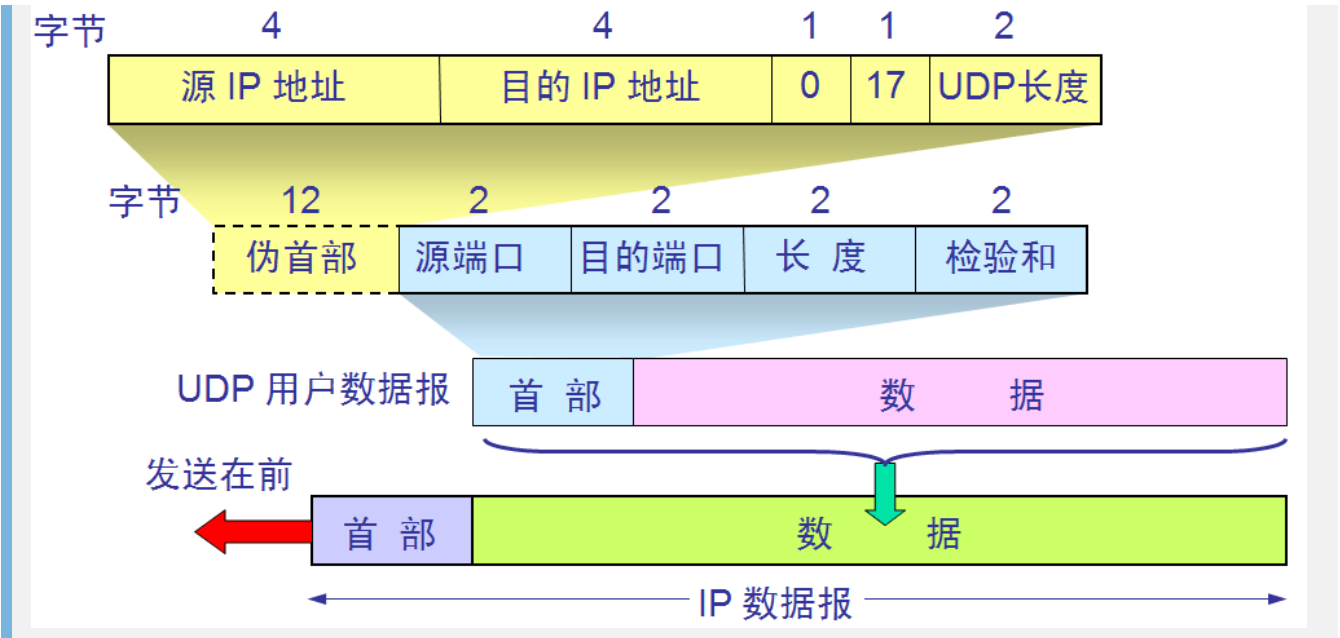 字节 4 4 1 1 2
源 IP 地址 目的 IP 地址 0 17 UDP长度
字节 12 2 2 2 2
伪首部 源端口 目的端口 长 度 检验和
UDP 用户数据报 首 部 数 据
发送在前
首 部 数 据
IP 数据报